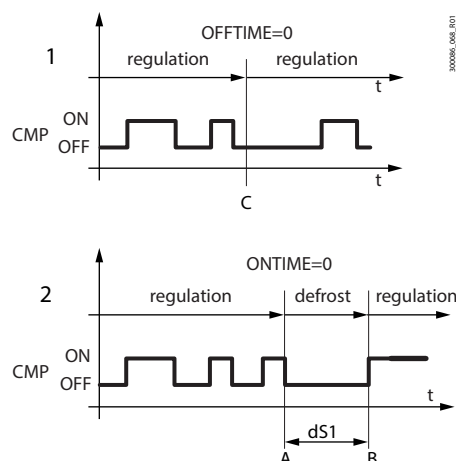 300086_068_R01
OFFTIME=0
1
regulation regulation
t
ON
CMP OFF
t
C
ONTIME=0
2
regulation defrost regulation
ON
CMP OFF
t
dS1
A B